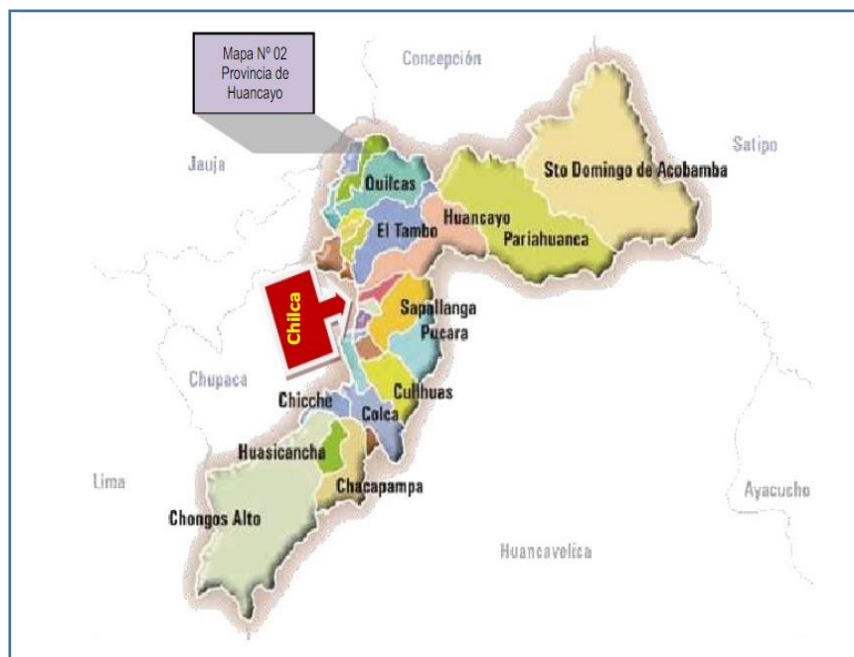 Mapa Nº 02
Provincia de
Huancayo
Concepción
Jauja
Satipo
Sto Domingo de Acobamba
Quilcas
Huancayo
El Tambo
Pariahuanca
Chilca
Sapallanga
Pucara
Chupaca
Cullhuas
Chicche
Colca
Huasicancha
Lima
Chacapampa
Ayacucho
Chongos Alto
Huancavelica